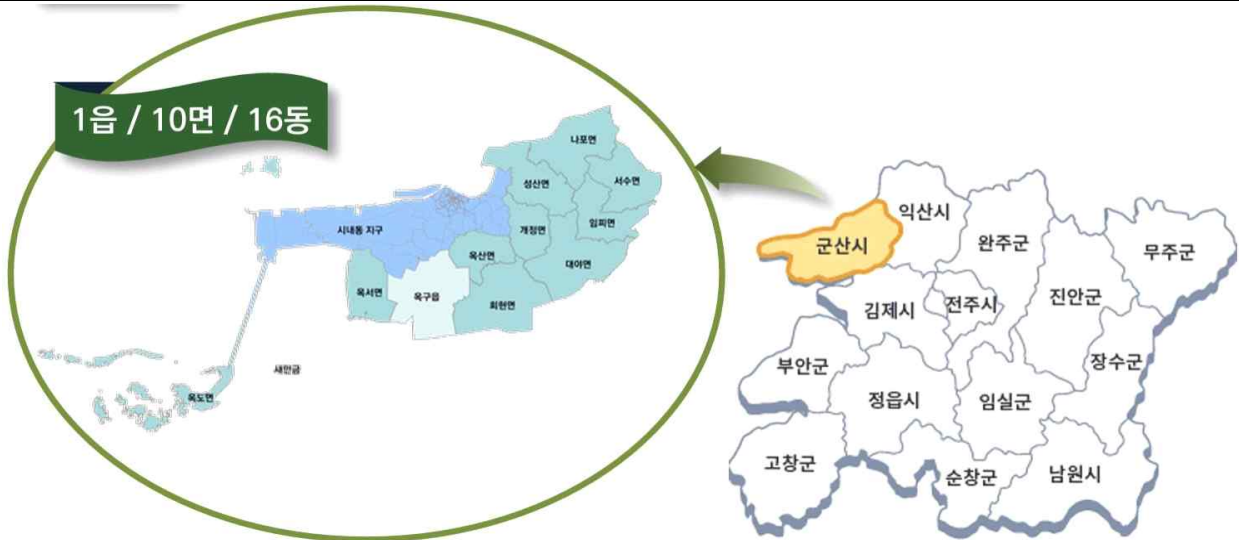 1읍 / 10면 / 16동
나포면
성산면
서수면
임피면
시내동 지구
개정면
옥산면
대야면
옥서면
옥구읍
회현면
새만금
옥도면
익산시
군산시
완주군
무주군
김제시
전주시
진안군
부안군
장수군
정읍시
임실군
고창군
순창군
남원시